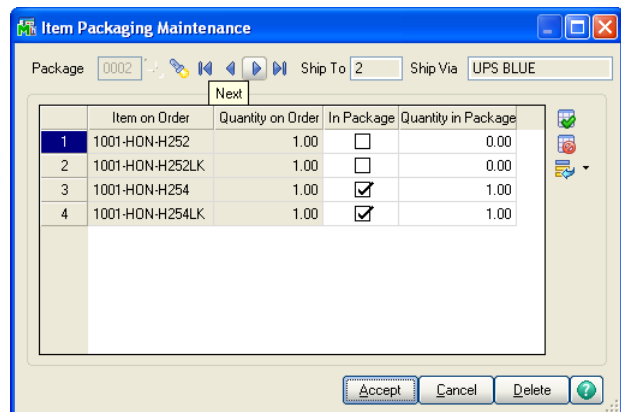 Item Packaging Maintenance
Package 0002 Ship To 2 Ship Via UPS BLUE
Next
Item on Order Quantity on Order In Package Quantity in Package
1 1001-HON-H252 1.00 0.00
2 1001-HON-H252LK 1.00 0.00
3 1001-HON-H254 1.00 1.00
4 1001-HON-H254LK 1.00 1.00
Accept Cancel Delete ?